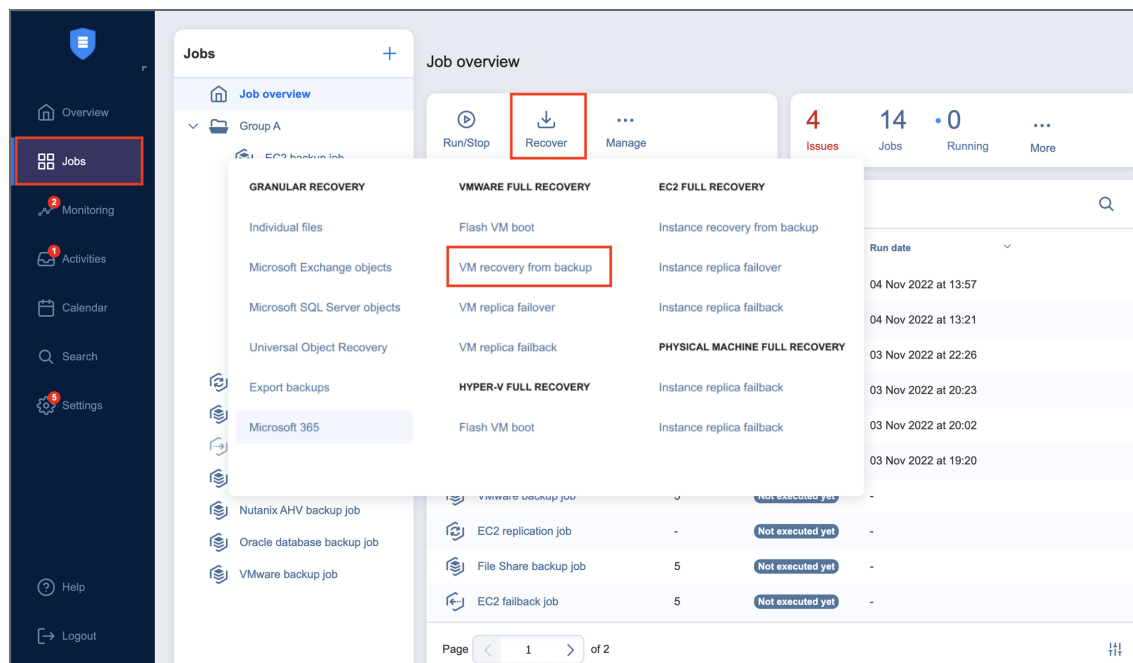 Jobs
Job overview
Overview
Job overview
Group A
Run/Stop
Recover
Manage
4
Issues
14
Jobs
0
Running
More
EC2 backup job
Jobs
2
Monitoring
1
Activities
Calendar
Search
5
Settings
Help
Logout
GRANULAR RECOVERY
Individual files
Microsoft Exchange objects
Microsoft SQL Server objects
Universal Object Recovery
Export backups
Microsoft 365
VMWARE FULL RECOVERY
Flash VM boot
VM recovery from backup
VM replica failover
VM replica failback
HYPER-V FULL RECOVERY
Flash VM boot
EC2 FULL RECOVERY
Instance recovery from backup
Instance replica failover
Instance replica failback
PHYSICAL MACHINE FULL RECOVERY
Instance replica failback
Instance replica failback
Run date
04 Nov 2022 at 13:57
04 Nov 2022 at 13:21
03 Nov 2022 at 22:26
03 Nov 2022 at 20:23
03 Nov 2022 at 20:02
03 Nov 2022 at 19:20
Nutanix AHV backup job
Oracle database backup job
VMware backup job
VMware backup job 5 Not executed yet -
EC2 replication job - Not executed yet -
File Share backup job 5 Not executed yet -
EC2 failback job 5 Not executed yet -
Page 1 of 2